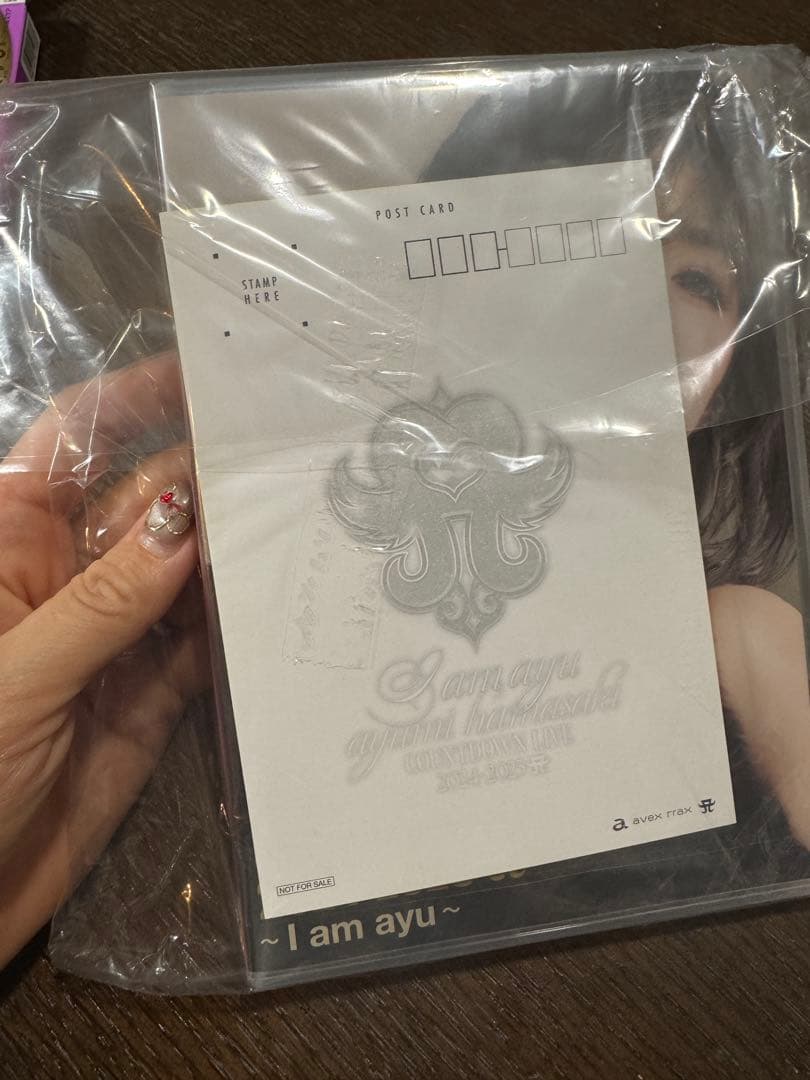 POST CARD
STAMP
HERE
I am ayu
ayumi hamasaki
COUNTDOWN LIVE
2024-2025 A
a avex trax A
NOT FOR SALE
~I am ayu~